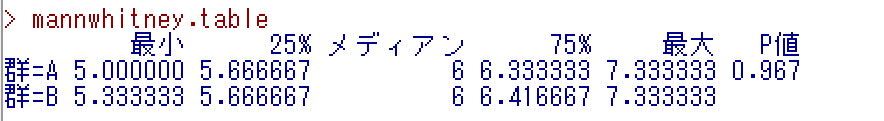 > mannwhitney.table
最小 25% メディアン 75% 最大 P値
群=A 5.000000 5.666667 6 6.333333 7.333333 0.967
群=B 5.333333 5.666667 6 6.416667 7.333333